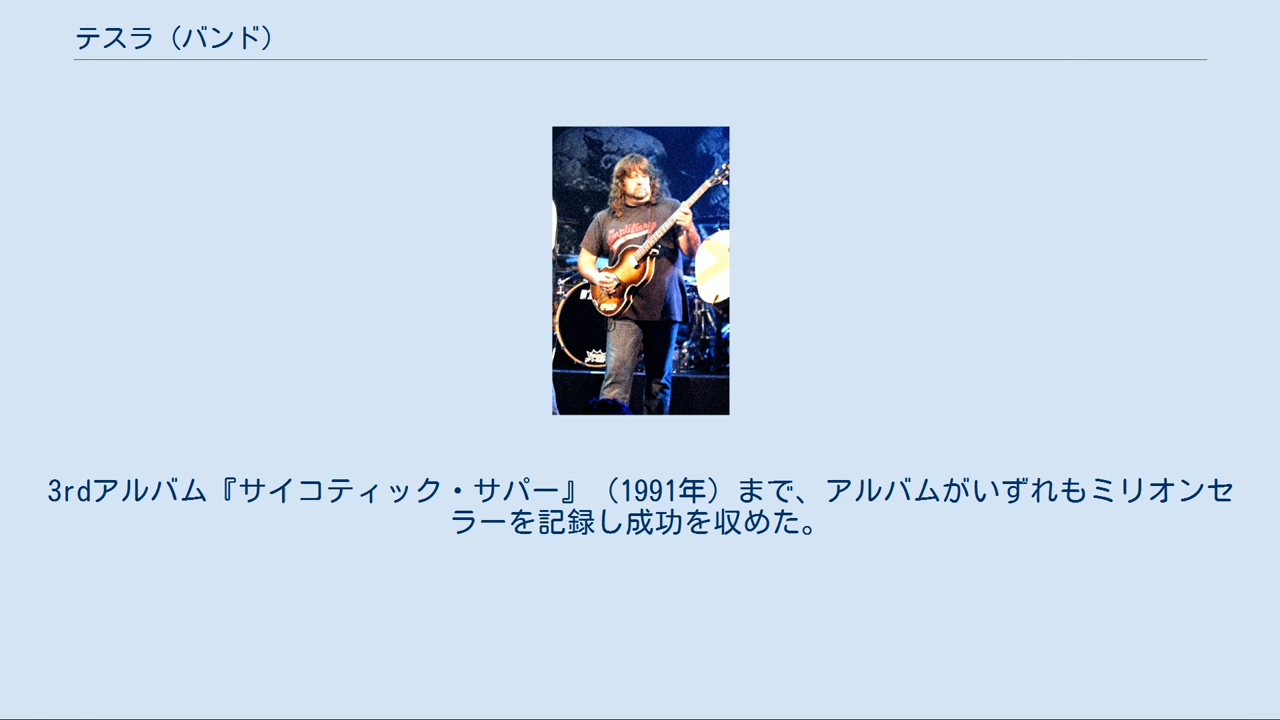 テスラ（バンド）
3rdアルバム『サイコティック・サパー』（1991年）まで、アルバムがいずれもミリオンセ
ラーを記録し成功を収めた。